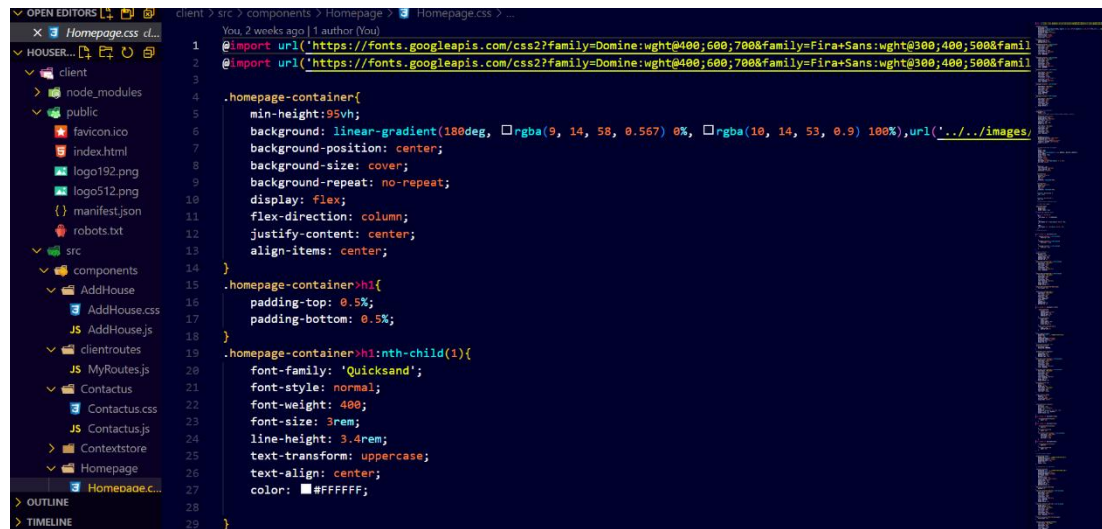 OPEN EDITORS
Homepage.css cl...
HOUSER...
client
node_modules
public
favicon.ico
index.html
logo192.png
logo512.png
{ } manifest.json
robots.txt
src
components
AddHouse
AddHouse.css
JS AddHouse.js
clientroutes
JS MyRoutes.js
Contactus
Contactus.css
JS Contactus.js
Contextstore
Homepage
Homepage.c...
OUTLINE
TIMELINE
client > src > components > Homepage > Homepage.css > ...
You, 2 weeks ago | 1 author (You)
1 @import url('https://fonts.googleapis.com/css2?family=Domine:wght@400;600;700&family=Fira+Sans:wght@300;400;500&famil
2 @import url('https://fonts.googleapis.com/css2?family=Domine:wght@400;600;700&family=Fira+Sans:wght@300;400;500&famil
3
4 .homepage-container{
5 min-height:95vh;
6 background: linear-gradient(180deg, rgba(9, 14, 58, 0.567) 0%, rgba(10, 14, 53, 0.9) 100%),url('../../images/
7 background-position: center;
8 background-size: cover;
9 background-repeat: no-repeat;
10 display: flex;
11 flex-direction: column;
12 justify-content: center;
13 align-items: center;
14 }
15 .homepage-container>h1{
16 padding-top: 0.5%;
17 padding-bottom: 0.5%;
18 }
19 .homepage-container>h1:nth-child(1){
20 font-family: 'Quicksand';
21 font-style: normal;
22 font-weight: 400;
23 font-size: 3rem;
24 line-height: 3.4rem;
25 text-transform: uppercase;
26 text-align: center;
27 color: #FFFFFF;
28
29 }